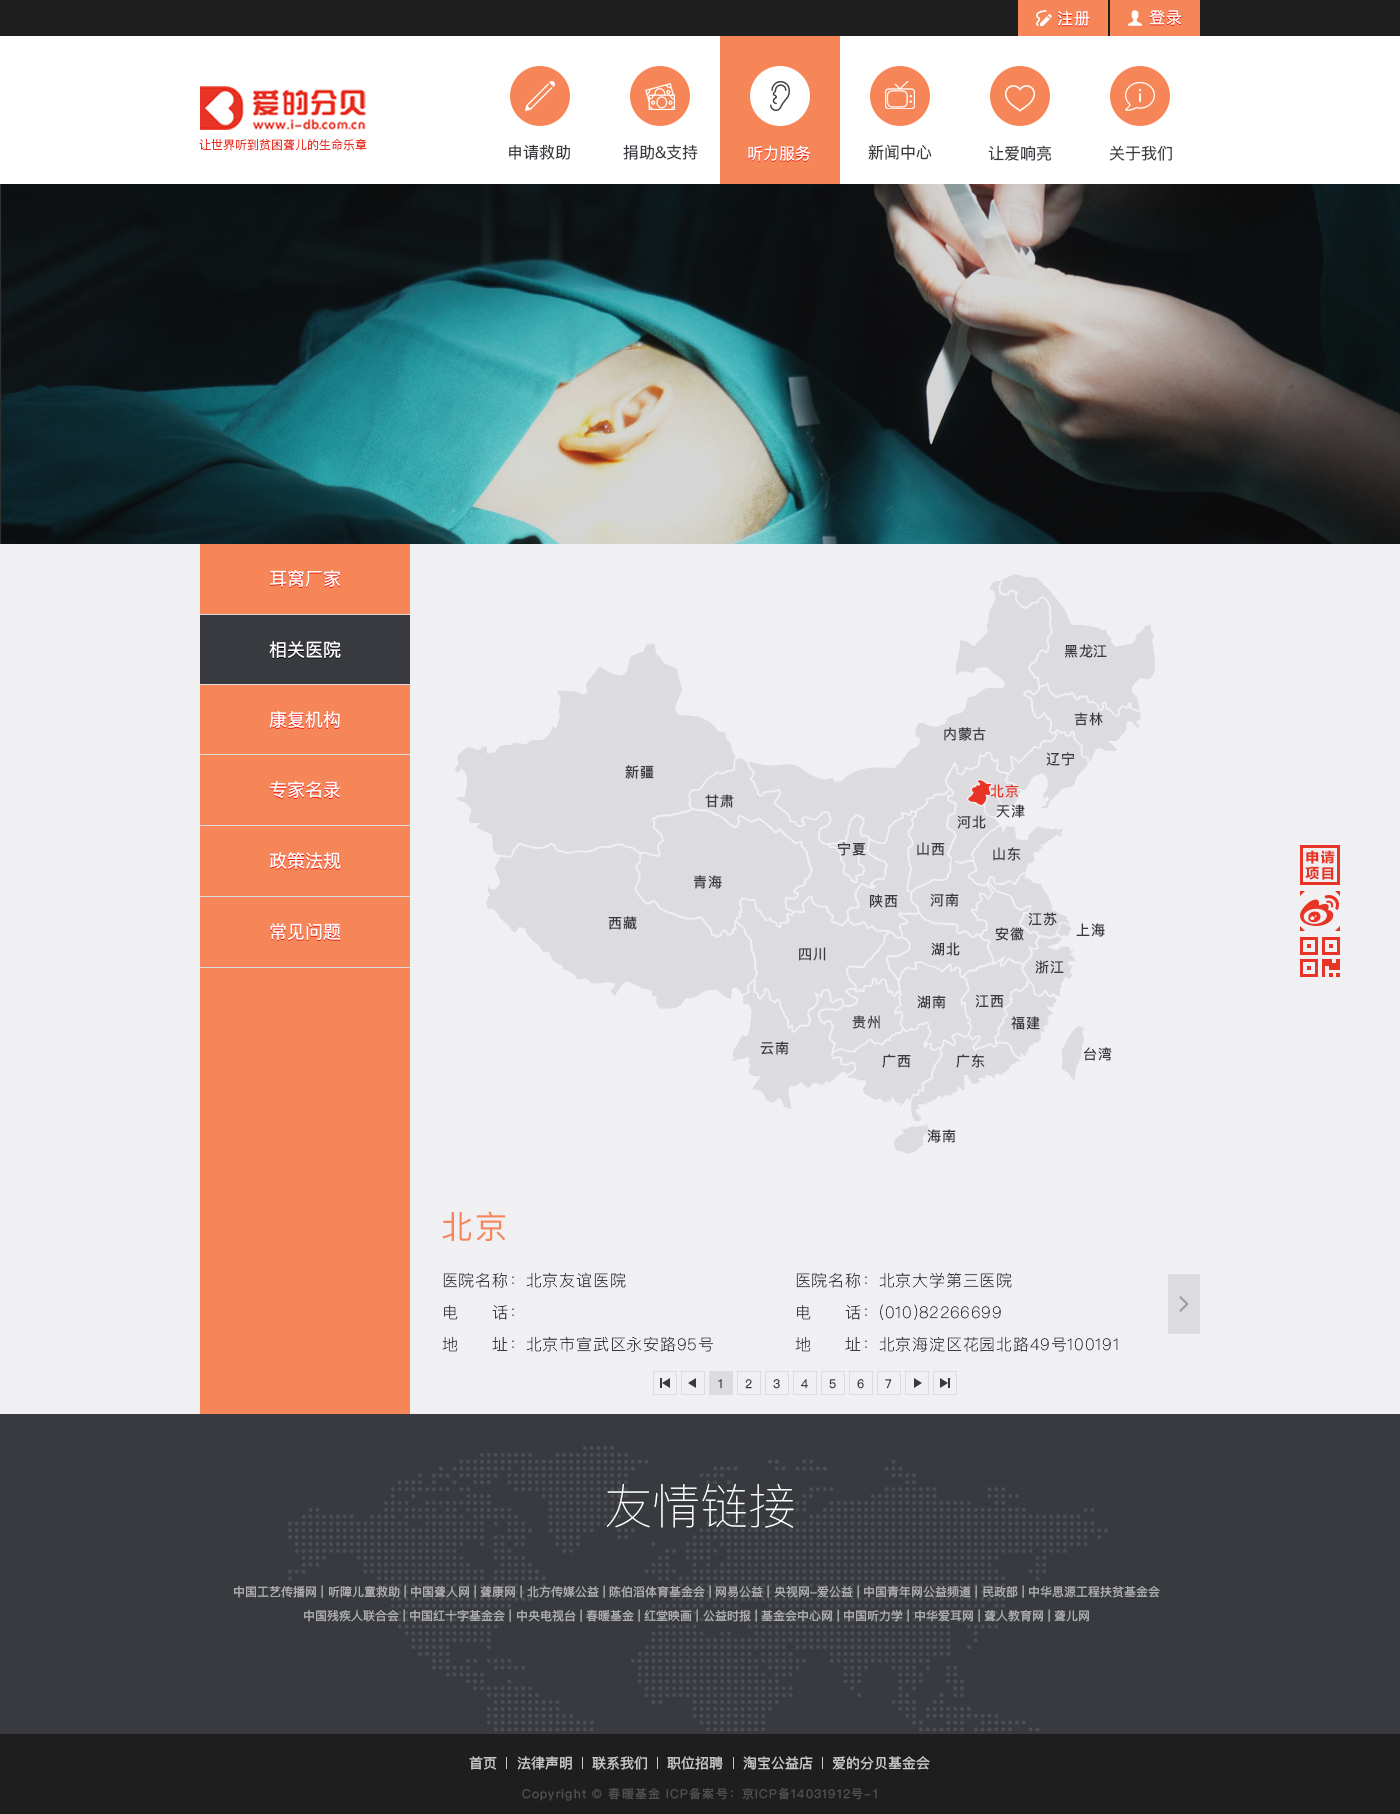 注册
登录
爱的分贝
www.i-db.com.cn
让世界听到贫困聋儿的生命乐章
申请救助
捐助&支持
听力服务
新闻中心
让爱响亮
关于我们
耳窝厂家
相关医院
康复机构
专家名录
政策法规
常见问题
黑龙江
吉林
内蒙古
辽宁
新疆
北京
甘肃
天津
河北
宁夏
山西
山东
青海
陕西
河南
江苏
西藏
安徽
上海
湖北
四川
浙江
湖南
江西
贵州
福建
云南
台湾
广西
广东
海南
申请
项目
北京
医院名称：北京友谊医院
电 话：
地 址：北京市宣武区永安路95号
医院名称：北京大学第三医院
电 话：(010)82266699
地 址：北京海淀区花园北路49号100191
1 2 3 4 5 6 7
友情链接
中国工艺传播网 | 听障儿童救助 | 中国聋人网 | 聋康网 | 北方传媒公益 | 陈伯滔体育基金会 | 网易公益 | 央视网-爱公益 | 中国青年网公益频道 | 民政部 | 中华思源工程扶贫基金会
中国残疾人联合会 | 中国红十字基金会 | 中央电视台 | 春暖基金 | 红堂映画 | 公益时报 | 基金会中心网 | 中国听力学 | 中华爱耳网 | 聋人教育网 | 聋儿网
首页 | 法律声明 | 联系我们 | 职位招聘 | 淘宝公益店 | 爱的分贝基金会
Copyright © 春暖基金 ICP备案号：京ICP备14031912号-1